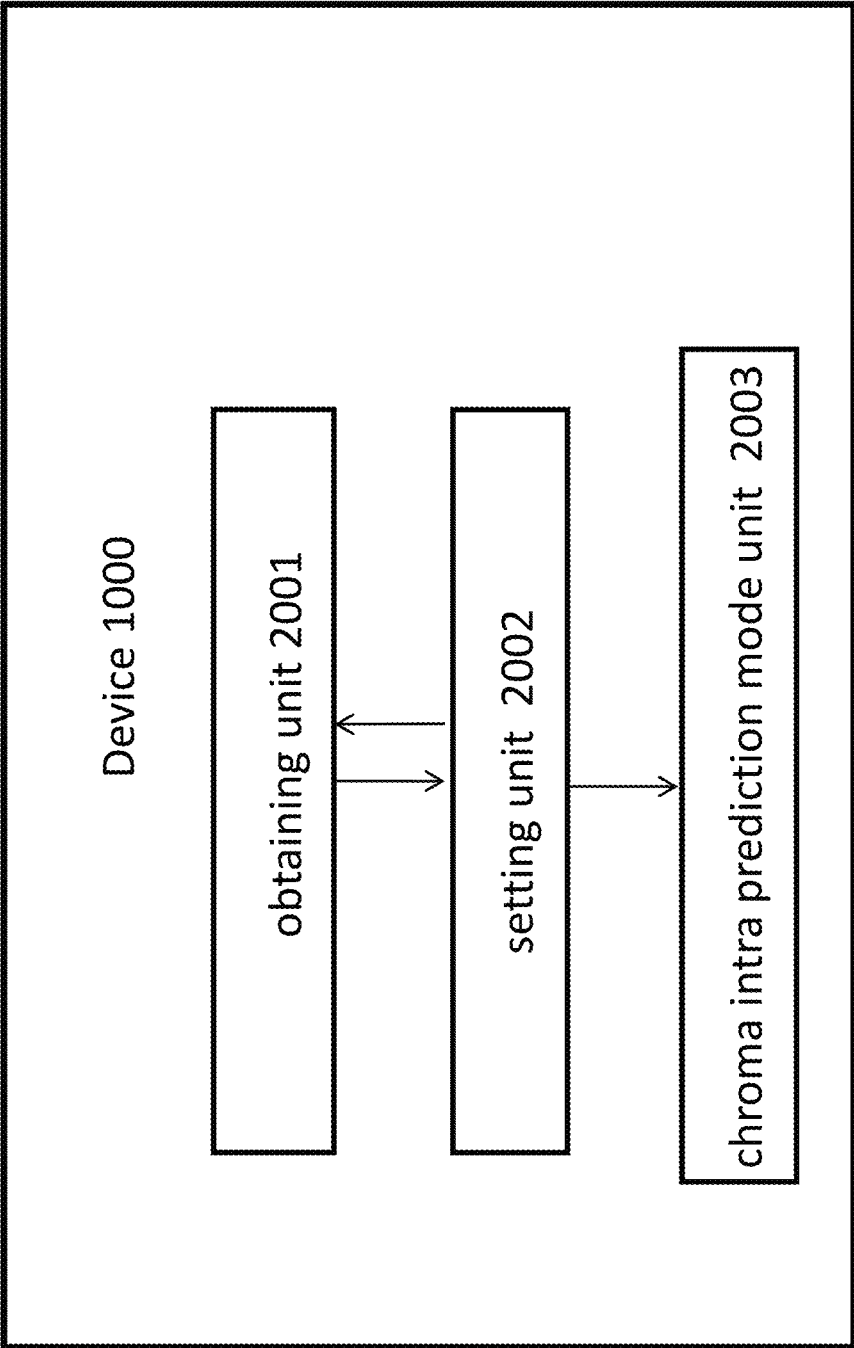 Device 1000
obtaining unit 2001
setting unit 2002
chroma intra prediction mode unit 2003